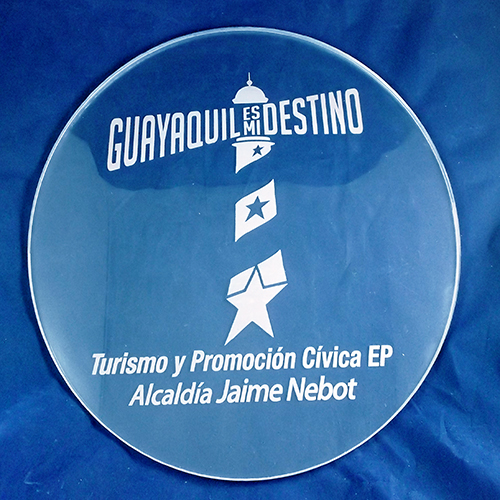 GUAYAQUIL ES MI DESTINO
Turismo y Promoción Cívica EP
Alcaldía Jaime Nebot